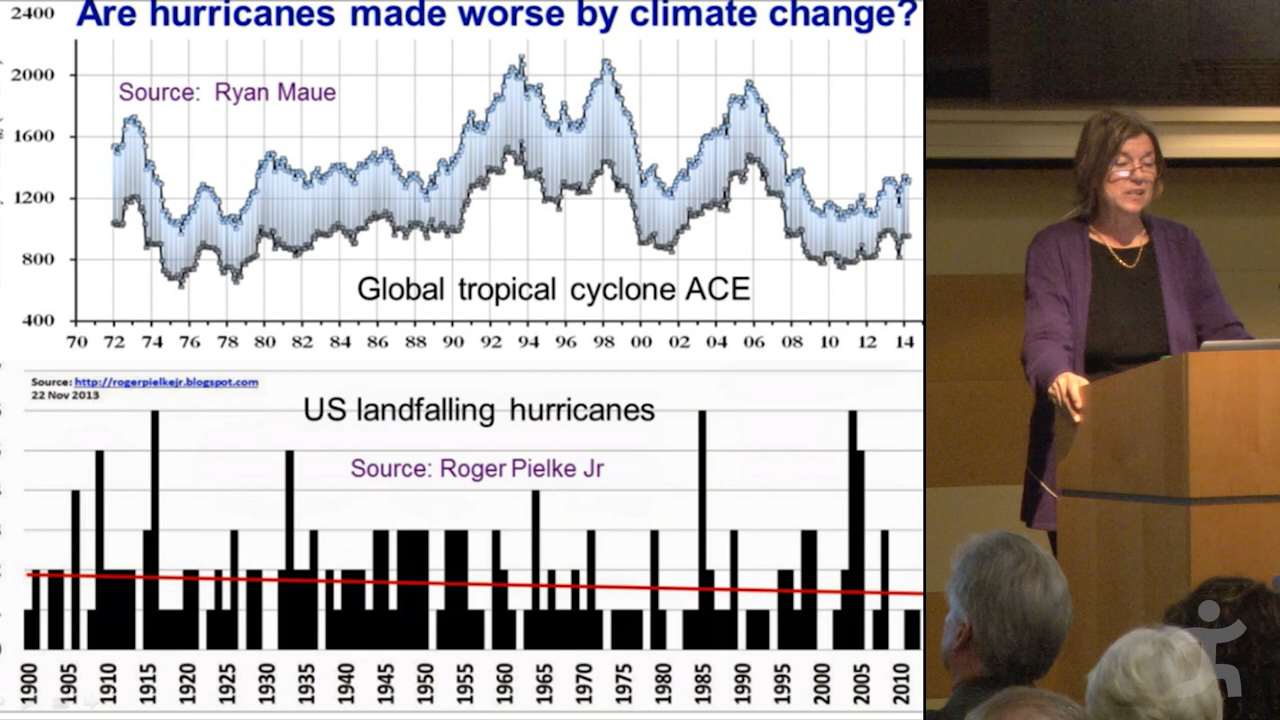 Are hurricanes made worse by climate change?
2400
2000
1600
1200
800
400
Source: Ryan Maue
Global tropical cyclone ACE
70 72 74 76 78 80 82 84 86 88 90 92 94 96 98 00 02 04 06 08 10 12 14
Source: http://rogerpielkejr.blogspot.com
22 Nov 2013
US landfalling hurricanes
Source: Roger Pielke Jr
1900 1905 1910 1915 1920 1925 1930 1935 1940 1945 1950 1955 1960 1965 1970 1975 1980 1985 1990 1995 2000 2005 2010